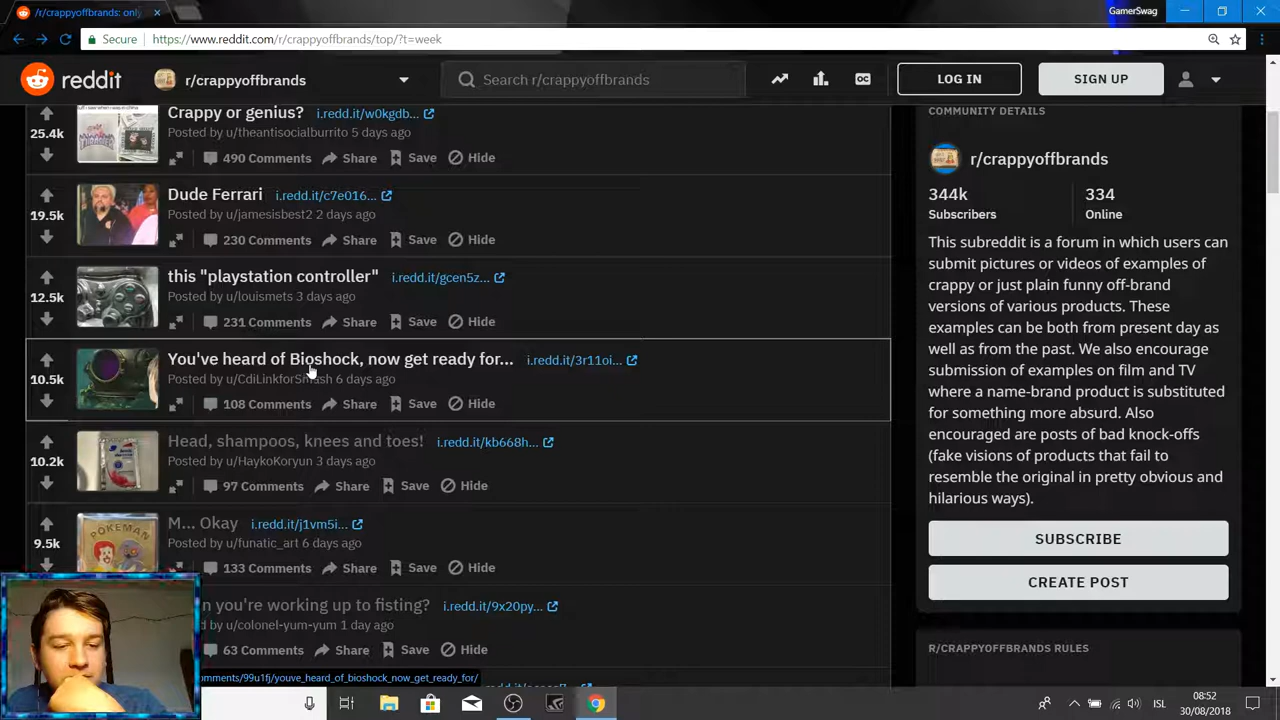 /r/crappyoffbrands: only
GamerSwag
Secure
https://www.reddit.com/r/crappyoffbrands/top/?t=week
reddit
r/crappyoffbrands
Search r/crappyoffbrands
LOG IN
SIGN UP
25.4k
Crappy or genius?
i.redd.it/w0kgdb...
Posted by u/theantisocialburrito 5 days ago
490 Comments
Share
Save
Hide
19.5k
Dude Ferrari
i.redd.it/c7e016...
Posted by u/jamesisbest2 2 days ago
230 Comments
Share
Save
Hide
12.5k
this "playstation controller"
i.redd.it/gcen5z...
Posted by u/louismets 3 days ago
231 Comments
Share
Save
Hide
10.5k
You've heard of Bioshock, now get ready for...
i.redd.it/3r11oi...
Posted by u/CdiLinkforSmash 6 days ago
108 Comments
Share
Save
Hide
10.2k
Head, shampoos, knees and toes!
i.redd.it/kb668h...
Posted by u/HaykoKoryun 3 days ago
97 Comments
Share
Save
Hide
9.5k
POKEMAN
M... Okay
i.redd.it/j1vm5i...
Posted by u/funatic_art 6 days ago
133 Comments
Share
Save
Hide
n you're working up to fisting?
i.redd.it/9x20py...
u/colonel-yum-yum 1 day ago
63 Comments
Share
Save
Hide
omments/99u1fj/youve_heard_of_bioshock_now_get_ready_for/
COMMUNITY DETAILS
r/crappyoffbrands
344k
Subscribers
334
Online
This subreddit is a forum in which users can
submit pictures or videos of examples of
crappy or just plain funny off-brand
versions of various products. These
examples can be both from present day as
well as from the past. We also encourage
submission of examples on film and TV
where a name-brand product is substituted
for something more absurd. Also
encouraged are posts of bad knock-offs
(fake visions of products that fail to
resemble the original in pretty obvious and
hilarious ways).
SUBSCRIBE
CREATE POST
R/CRAPPYOFFBRANDS RULES
ISL
08:52
30/08/2018